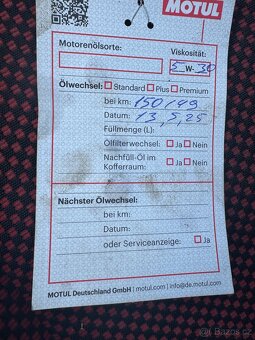 MOTUL
Motorenölsorte:
Viskosität:
5 W- 30
Ölwechsel: Standard Plus Premium
bei km: 150199
Datum: 13,5,25
Füllmenge (L):
Ölfilterwechsel: Ja Nein
Nachfüll-Öl im
Kofferraum: Ja Nein
Nächster Ölwechsel:
bei km:
Datum:
oder Serviceanzeige: Ja
MOTUL Deutschland GmbH | motul.com | info@de.motul.com
Bazos.cz